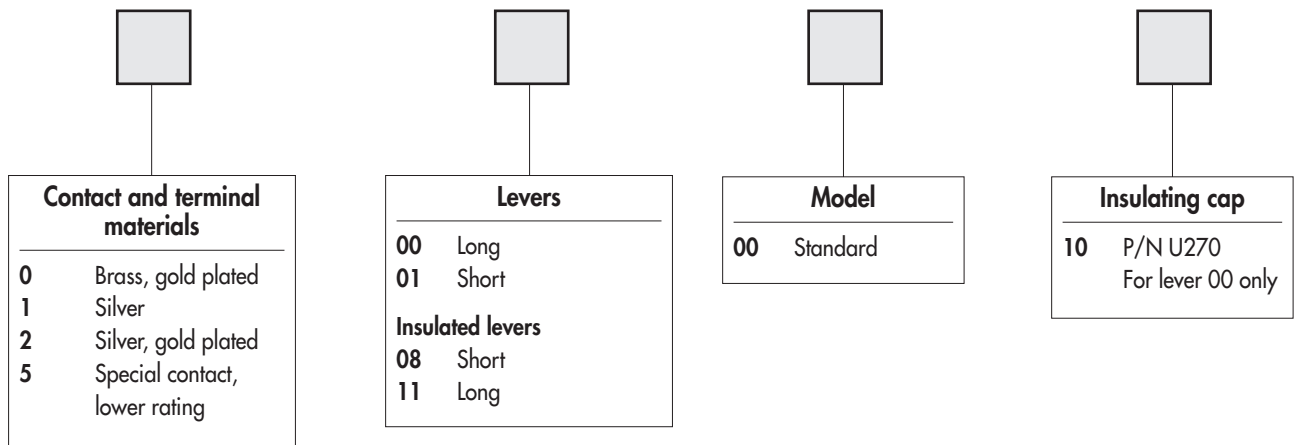 Contact and terminal
materials
0 Brass, gold plated
1 Silver
2 Silver, gold plated
5 Special contact,
lower rating
Levers
00 Long
01 Short
Insulated levers
08 Short
11 Long
Model
00 Standard
Insulating cap
10 P/N U270
For lever 00 only